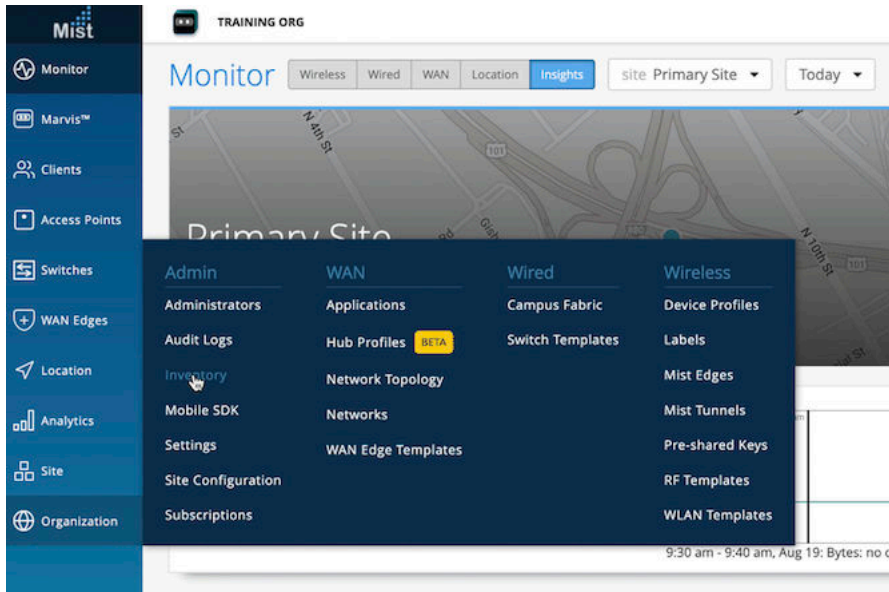 Mist
TRAINING ORG
Monitor
Wireless
Wired
WAN
Location
Insights
site Primary Site
Today
Monitor
Marvis™
Clients
Access Points
Switches
WAN Edges
Location
Analytics
Site
Organization
St
N 4th St
101
Primary Site
Rd
N 10th St
101
Admin
Administrators
Audit Logs
Inventory
Mobile SDK
Settings
Site Configuration
Subscriptions
WAN
Applications
Hub Profiles BETA
Network Topology
Networks
WAN Edge Templates
Wired
Campus Fabric
Switch Templates
Wireless
Device Profiles
Labels
Mist Edges
Mist Tunnels
Pre-shared Keys
RF Templates
WLAN Templates
9:30 am - 9:40 am, Aug 19: Bytes: no